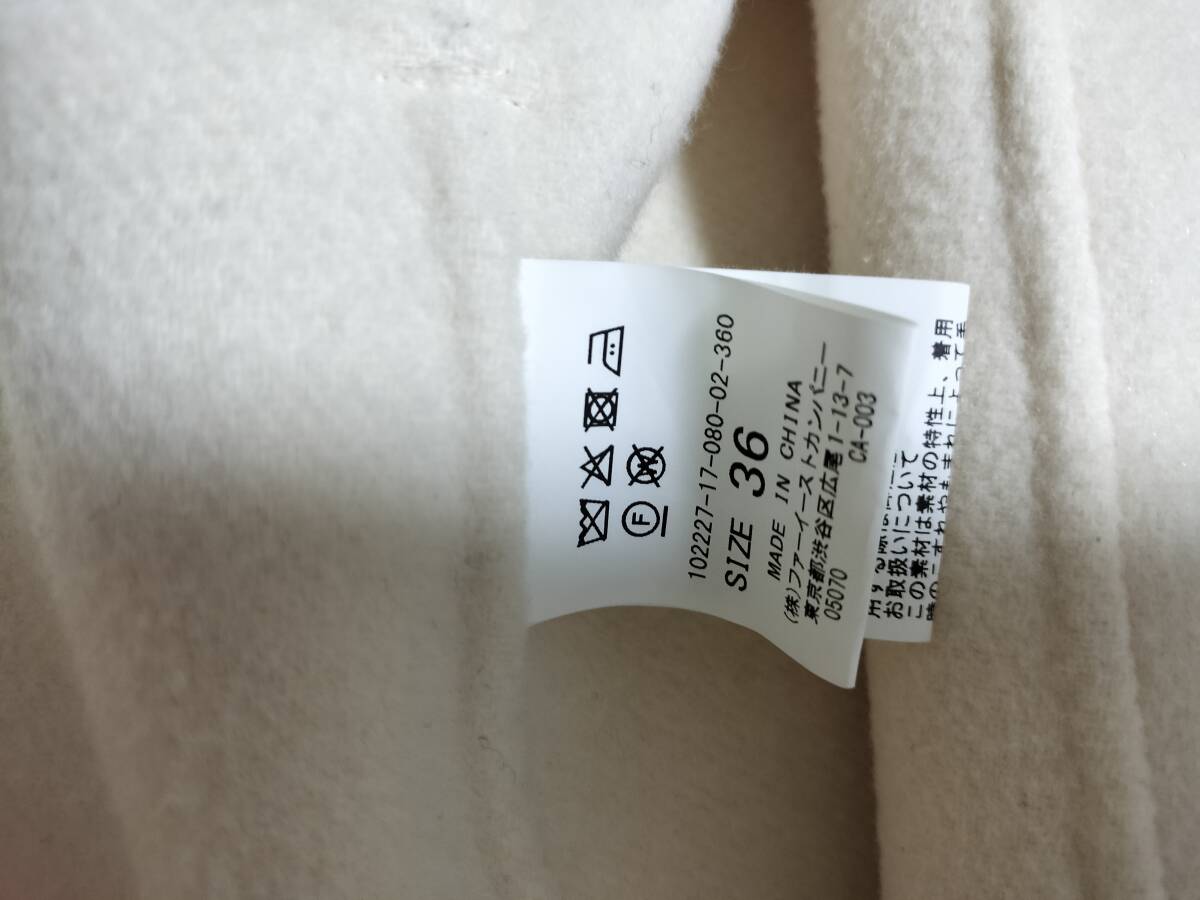 F
W
102227-17-080-02-360
SIZE 36
MADE IN CHINA
(株)ファーイーストカンパニー
東京都渋谷区広尾1-13-7
05070 CA-003
お取扱いについて
この素材は素材の特性上、着用